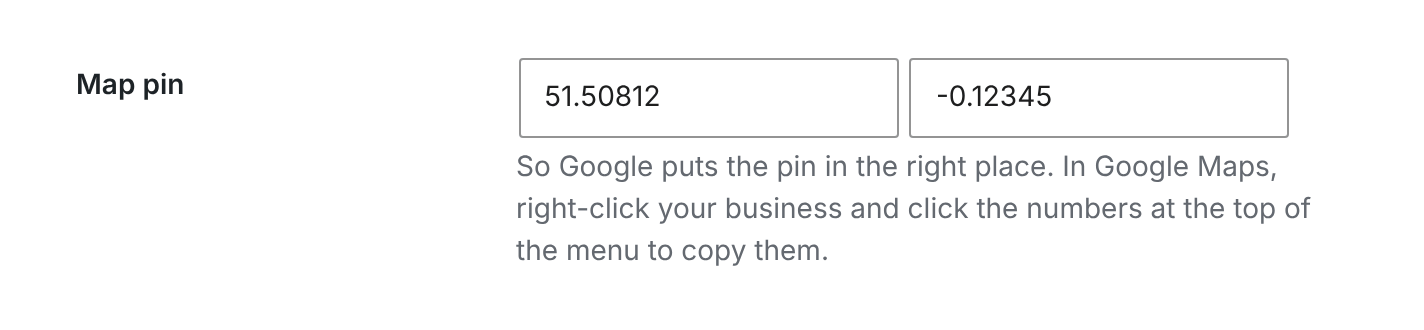 Map pin
51.50812
-0.12345
So Google puts the pin in the right place. In Google Maps,
right-click your business and click the numbers at the top of
the menu to copy them.